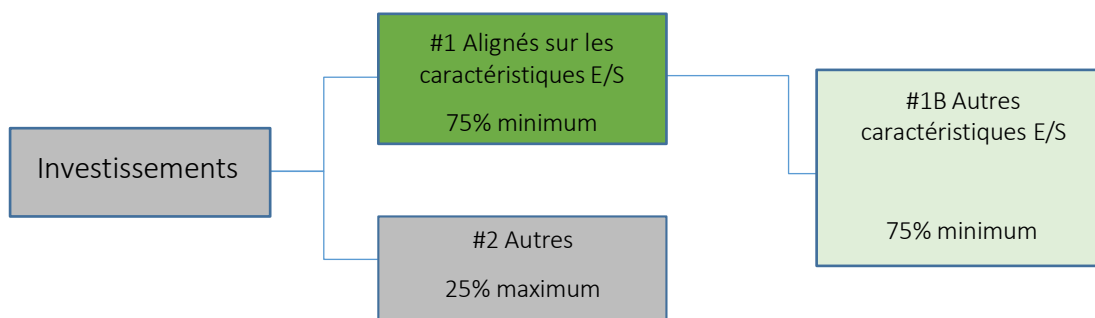 Investissements
#1 Alignés sur les
caractéristiques E/S
75% minimum
#2 Autres
25% maximum
#1B Autres
caractéristiques E/S
75% minimum